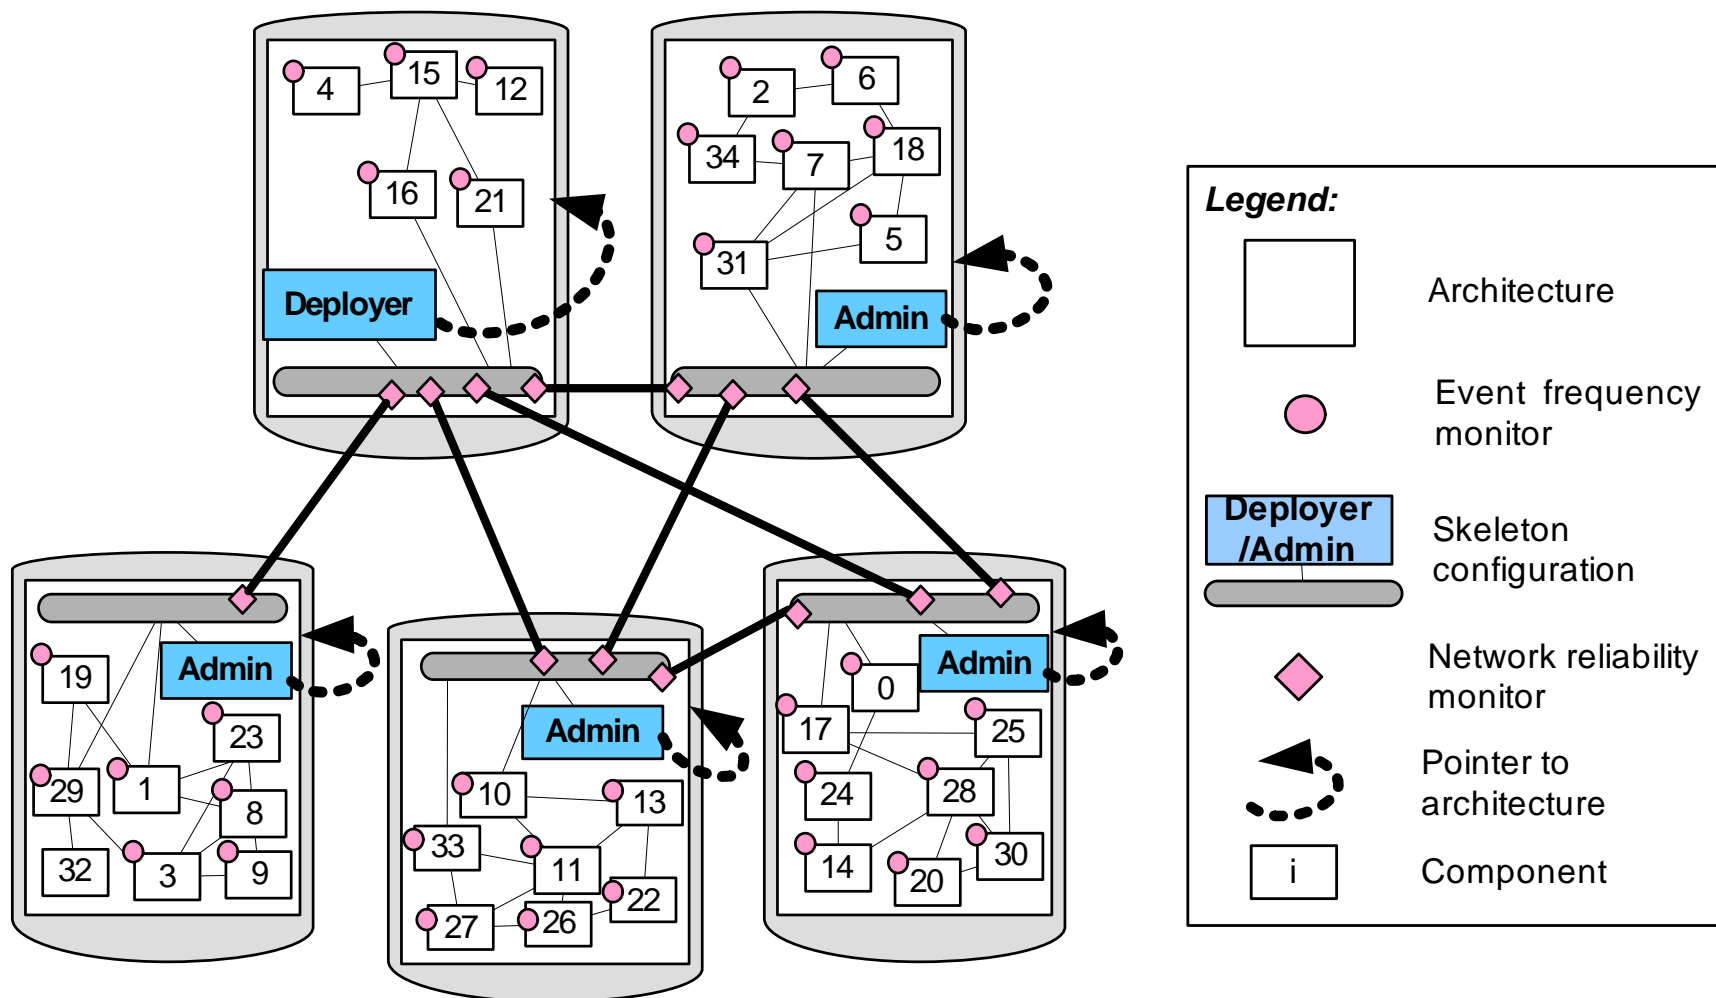 4
15
12
16
21
Deployer
2
6
34
7
18
5
31
Admin
19
Admin
23
29
1
8
32
3
9
Admin
10
13
33
11
22
27
26
0
Admin
17
25
24
28
14
20
30
Legend:
Architecture
Event frequency
monitor
Deployer
/Admin
Skeleton
configuration
Network reliability
monitor
Pointer to
architecture
i
Component